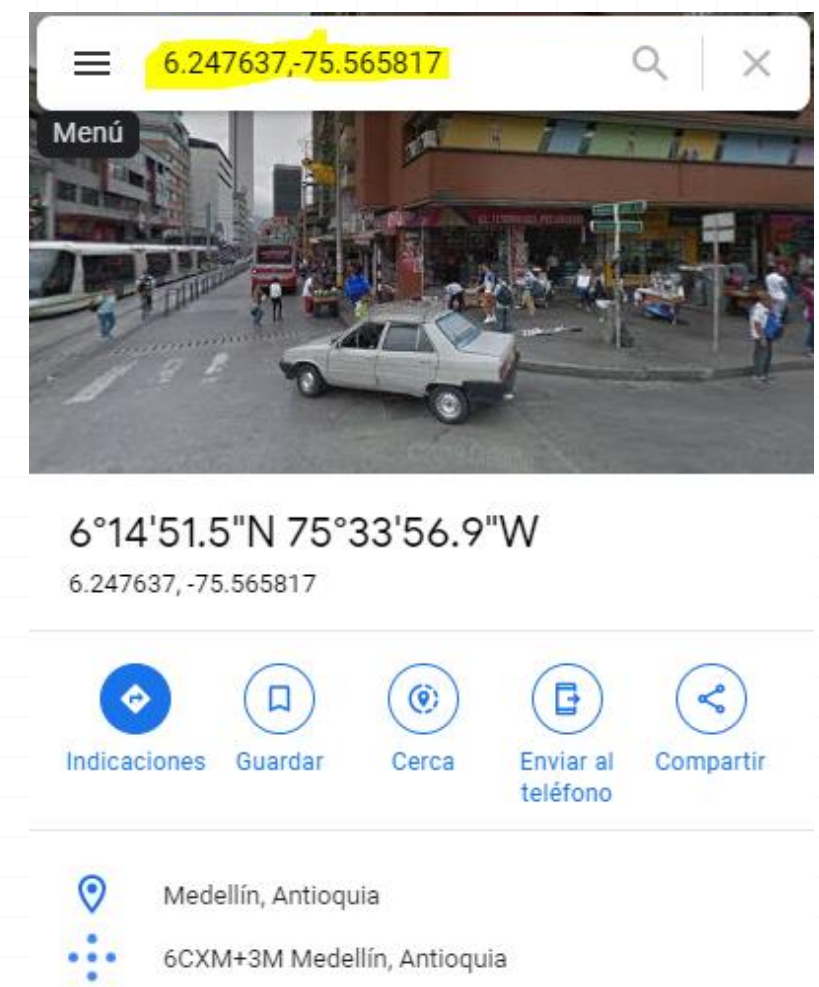 6.247637,-75.565817
Menú
6°14'51.5"N 75°33'56.9"W
6.247637, -75.565817
Indicaciones
Guardar
Cerca
Enviar al
teléfono
Compartir
Medellín, Antioquia
6CXM+3M Medellín, Antioquia